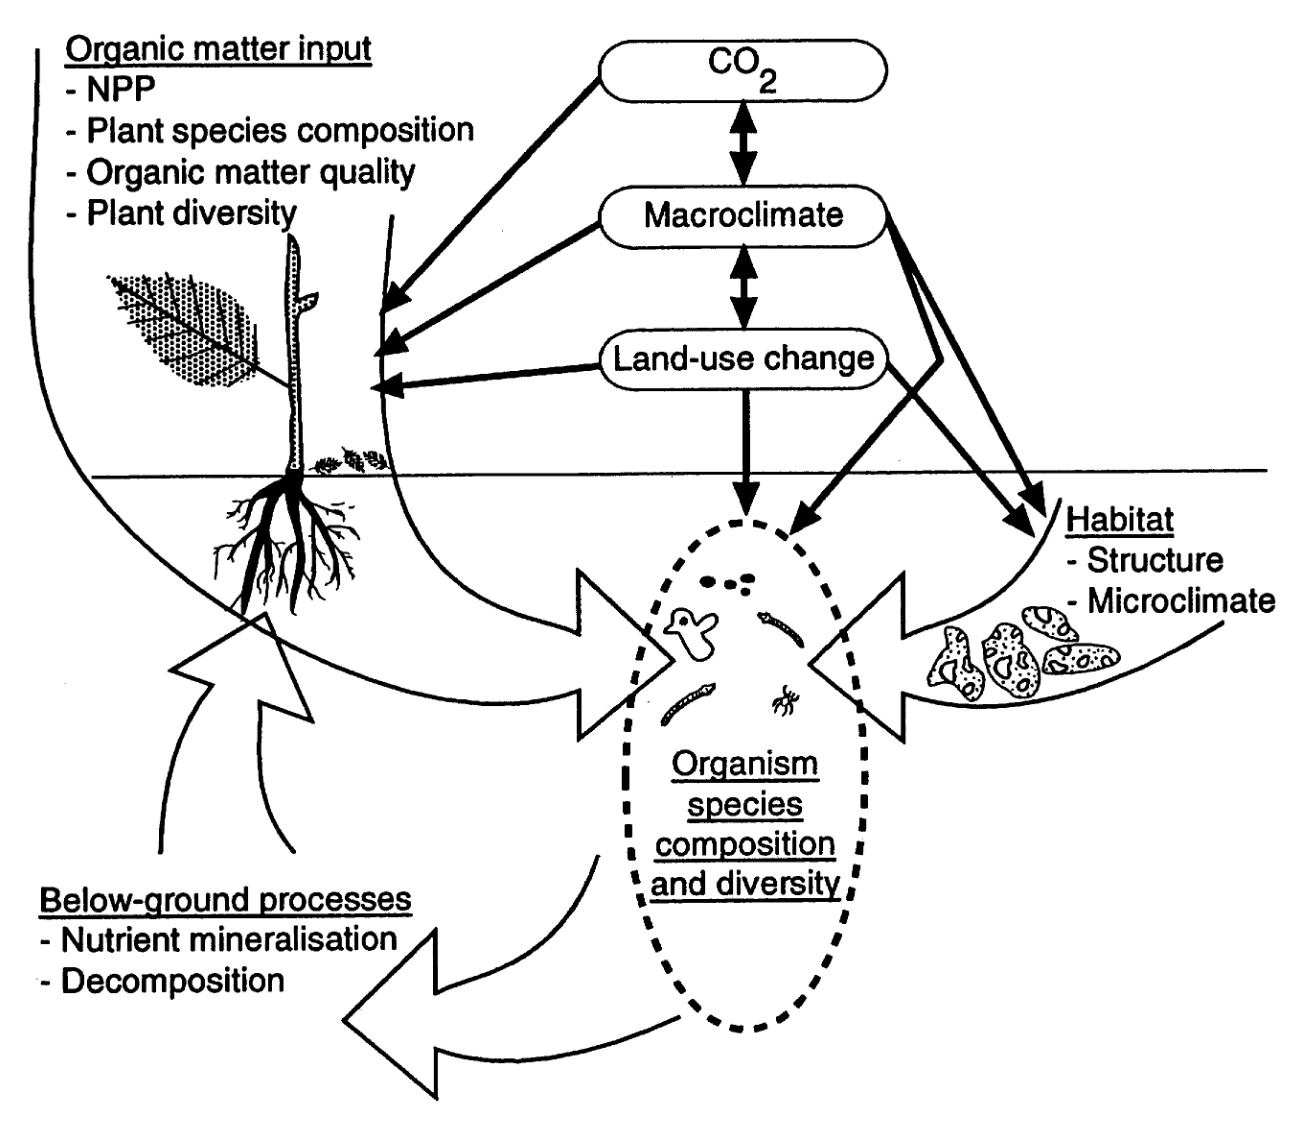 Organic matter input
- NPP
- Plant species composition
- Organic matter quality
- Plant diversity
CO2
Macroclimate
Land-use change
Habitat
- Structure
- Microclimate
Organism
species
composition
and diversity
Below-ground processes
- Nutrient mineralisation
- Decomposition